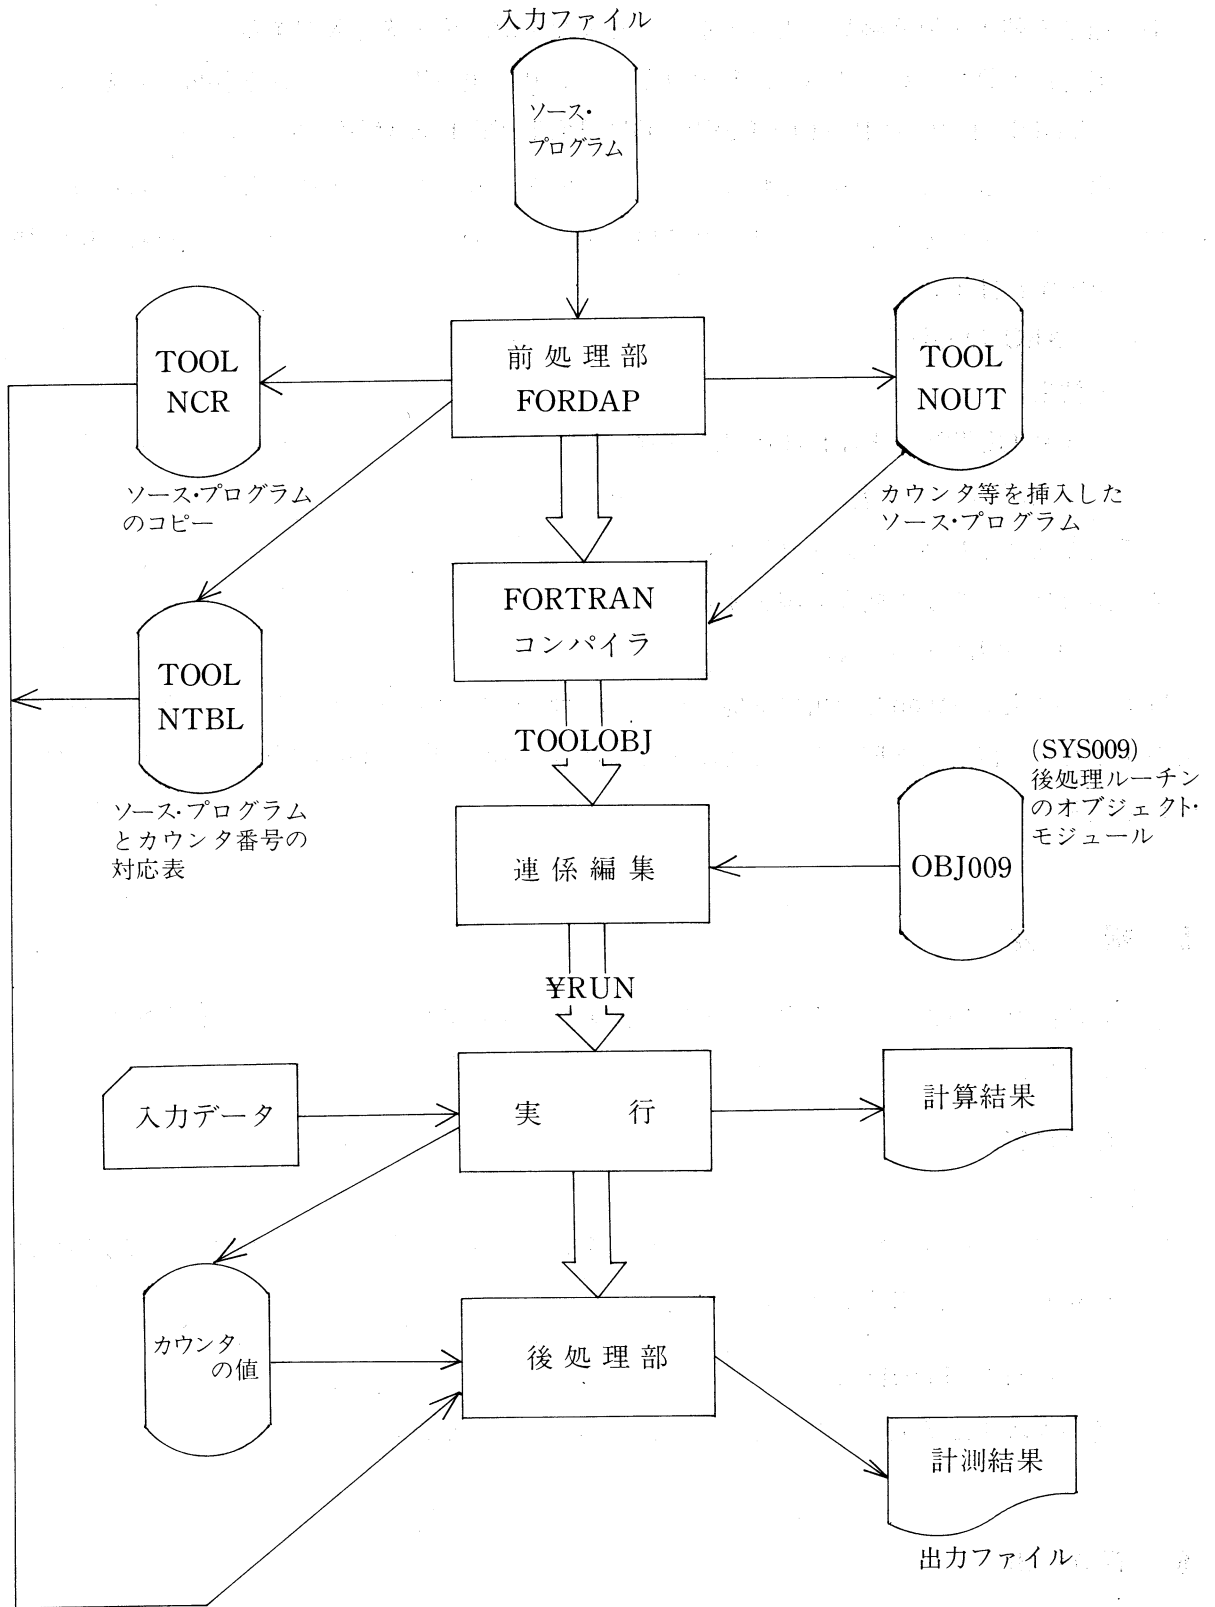 入力ファイル
ソース・
プログラム
前処理部
FORDAP
TOOL
NCR
TOOL
NOUT
ソース・プログラム
のコピー
カウンタ等を挿入した
ソース・プログラム
FORTRAN
コンパイラ
TOOL
NTBL
ソース・プログラム
とカウンタ番号の
対応表
TOOLOBJ
(SYS009)
後処理ルーチン
のオブジェクト・
モジュール
連係編集
OBJ009
¥RUN
入力データ
実行
計算結果
カウンタ
の値
後処理部
計測結果
出力ファイル